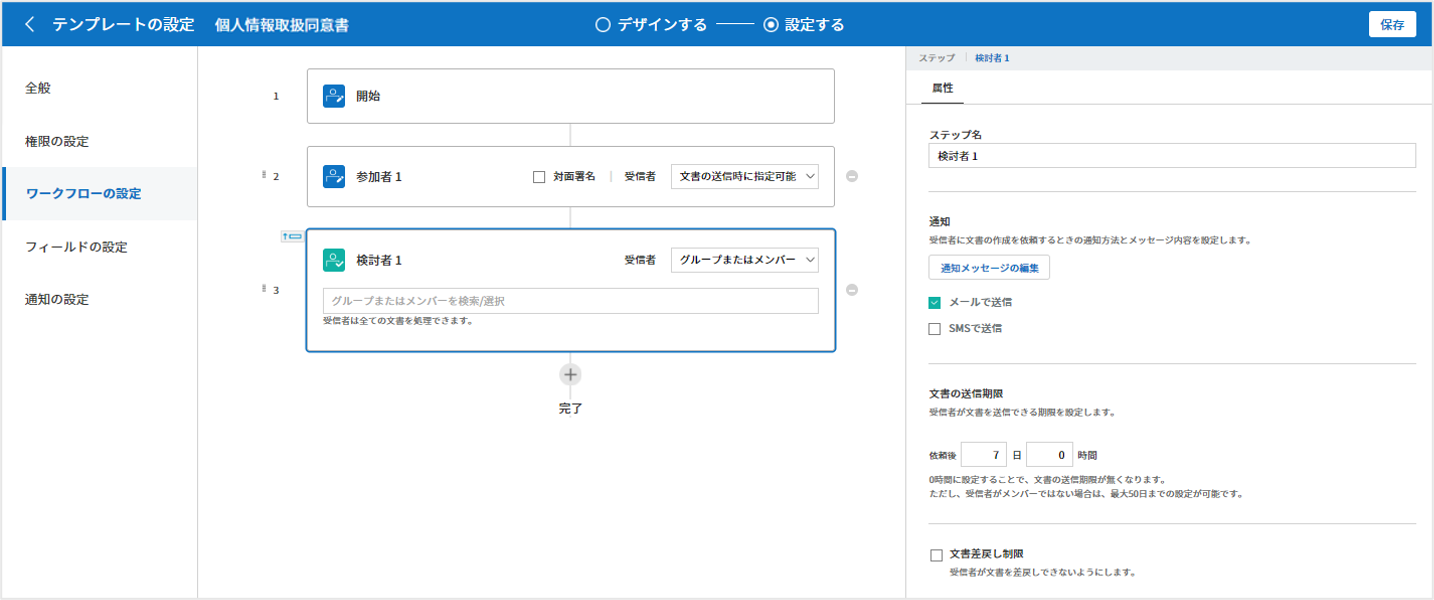 テンプレートの設定 個人情報取扱同意書 デザインする 設定する 保存
全般
権限の設定
ワークフローの設定
フィールドの設定
通知の設定
1 開始
2 参加者 1 対面署名 受信者 文書の送信時に指定可能
3 検討者 1 受信者 グループまたはメンバー
グループまたはメンバーを検索/選択
受信者は全ての文書を処理できます。
完了
ステップ 検討者 1
属性
ステップ名
検討者 1
通知
受信者に文書の作成を依頼するときの通知方法とメッセージ内容を設定します。
通知メッセージの編集
メールで送信
SMSで送信
文書の送信期限
受信者が文書を送信できる期限を設定します。
依頼後 7 日 0 時間
0時間に設定することで、文書の送信期限が無くなります。
ただし、受信者がメンバーではない場合は、最大50日までの設定が可能です。
文書差戻し制限
受信者が文書を差戻しできないようにします。